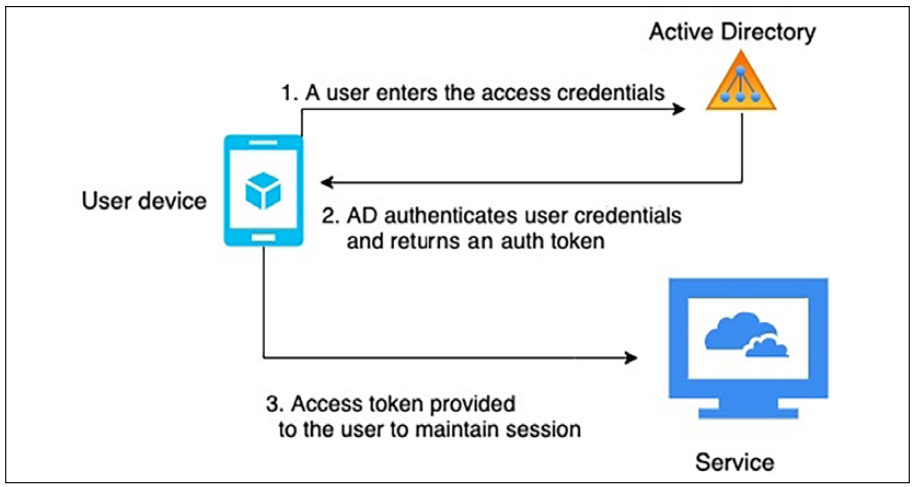 Active Directory
1. A user enters the access credentials
User device
2. AD authenticates user credentials
and returns an auth token
3. Access token provided
to the user to maintain session
Service